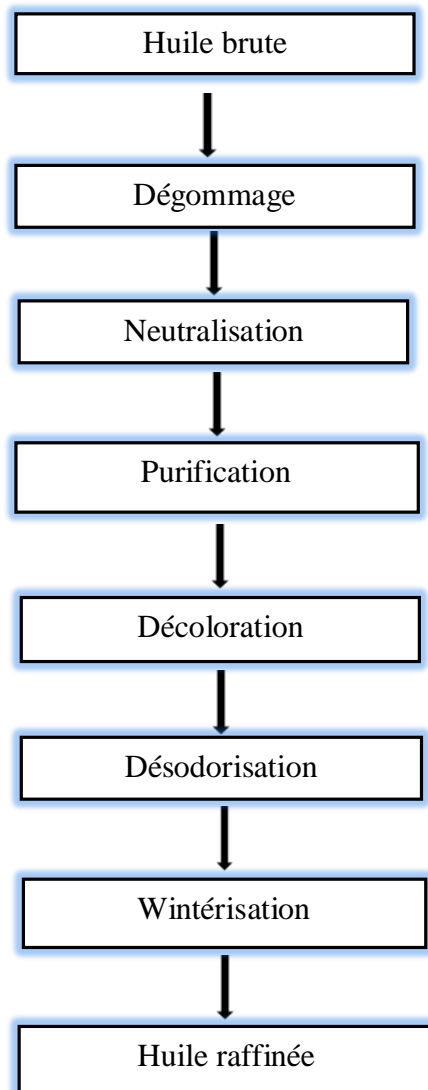 Huile brute
Dégommage
Neutralisation
Purification
Décoloration
Désodorisation
Wintérisation
Huile raffinée